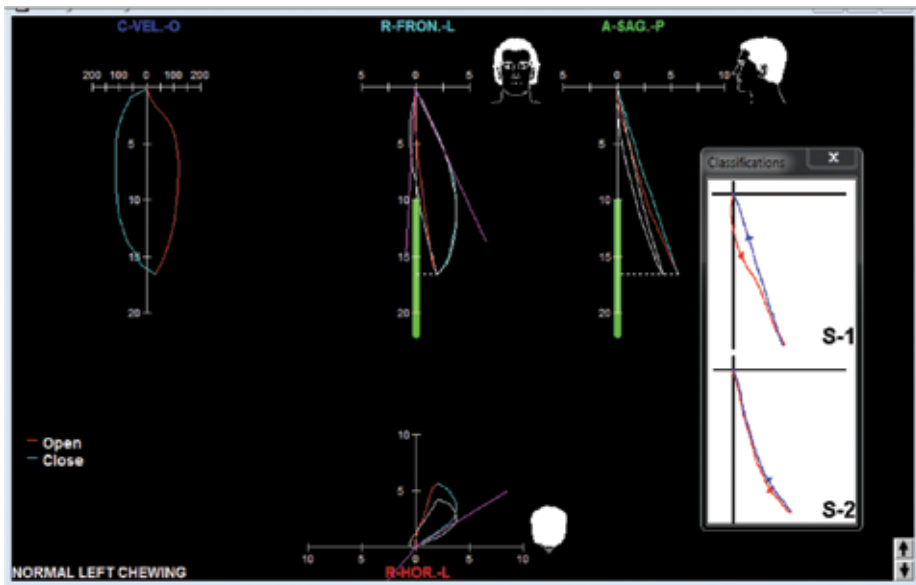 C-VEL.-O R-FRON.-L A-SAG.-P
200 100 0 100 200 5 0 5 5 0 5 10
5 5 5
10 10 10
15 15 15
20 20 20
Classifications X
S-1
S-2
Open
Close
10
5
10 5 0 5 10
NORMAL LEFT CHEWING R-HOR.-L